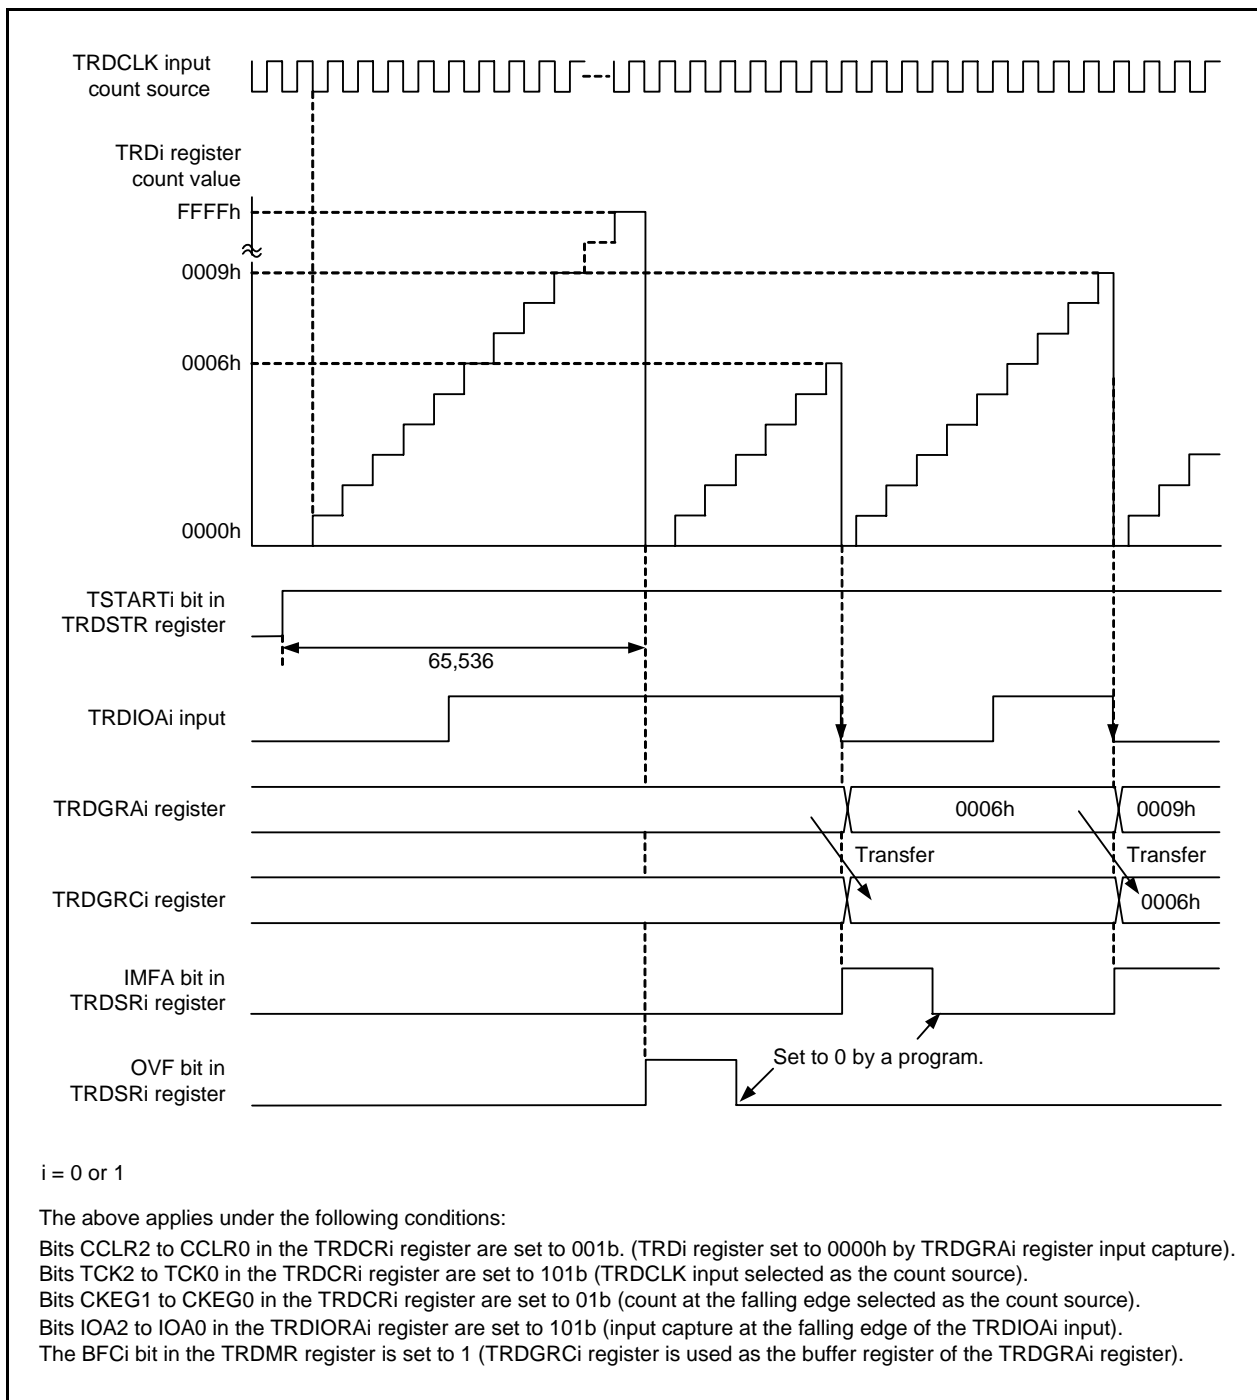 TRDCLK input
count source
TRDi register
count value
FFFFh
0009h
0006h
0000h
TSTARTi bit in
TRDSTR register
65,536
TRDIOAi input
TRDGRAi register
0006h
0009h
Transfer
Transfer
TRDGRCi register
0006h
IMFA bit in
TRDSRi register
Set to 0 by a program.
OVF bit in
TRDSRi register
i = 0 or 1
The above applies under the following conditions:
Bits CCLR2 to CCLR0 in the TRDCRi register are set to 001b. (TRDi register set to 0000h by TRDGRAi register input capture).
Bits TCK2 to TCK0 in the TRDCRi register are set to 101b (TRDCLK input selected as the count source).
Bits CKEG1 to CKEG0 in the TRDCRi register are set to 01b (count at the falling edge selected as the count source).
Bits IOA2 to IOA0 in the TRDIORAi register are set to 101b (input capture at the falling edge of the TRDIOAi input).
The BFCi bit in the TRDMR register is set to 1 (TRDGRCi register is used as the buffer register of the TRDGRAi register).